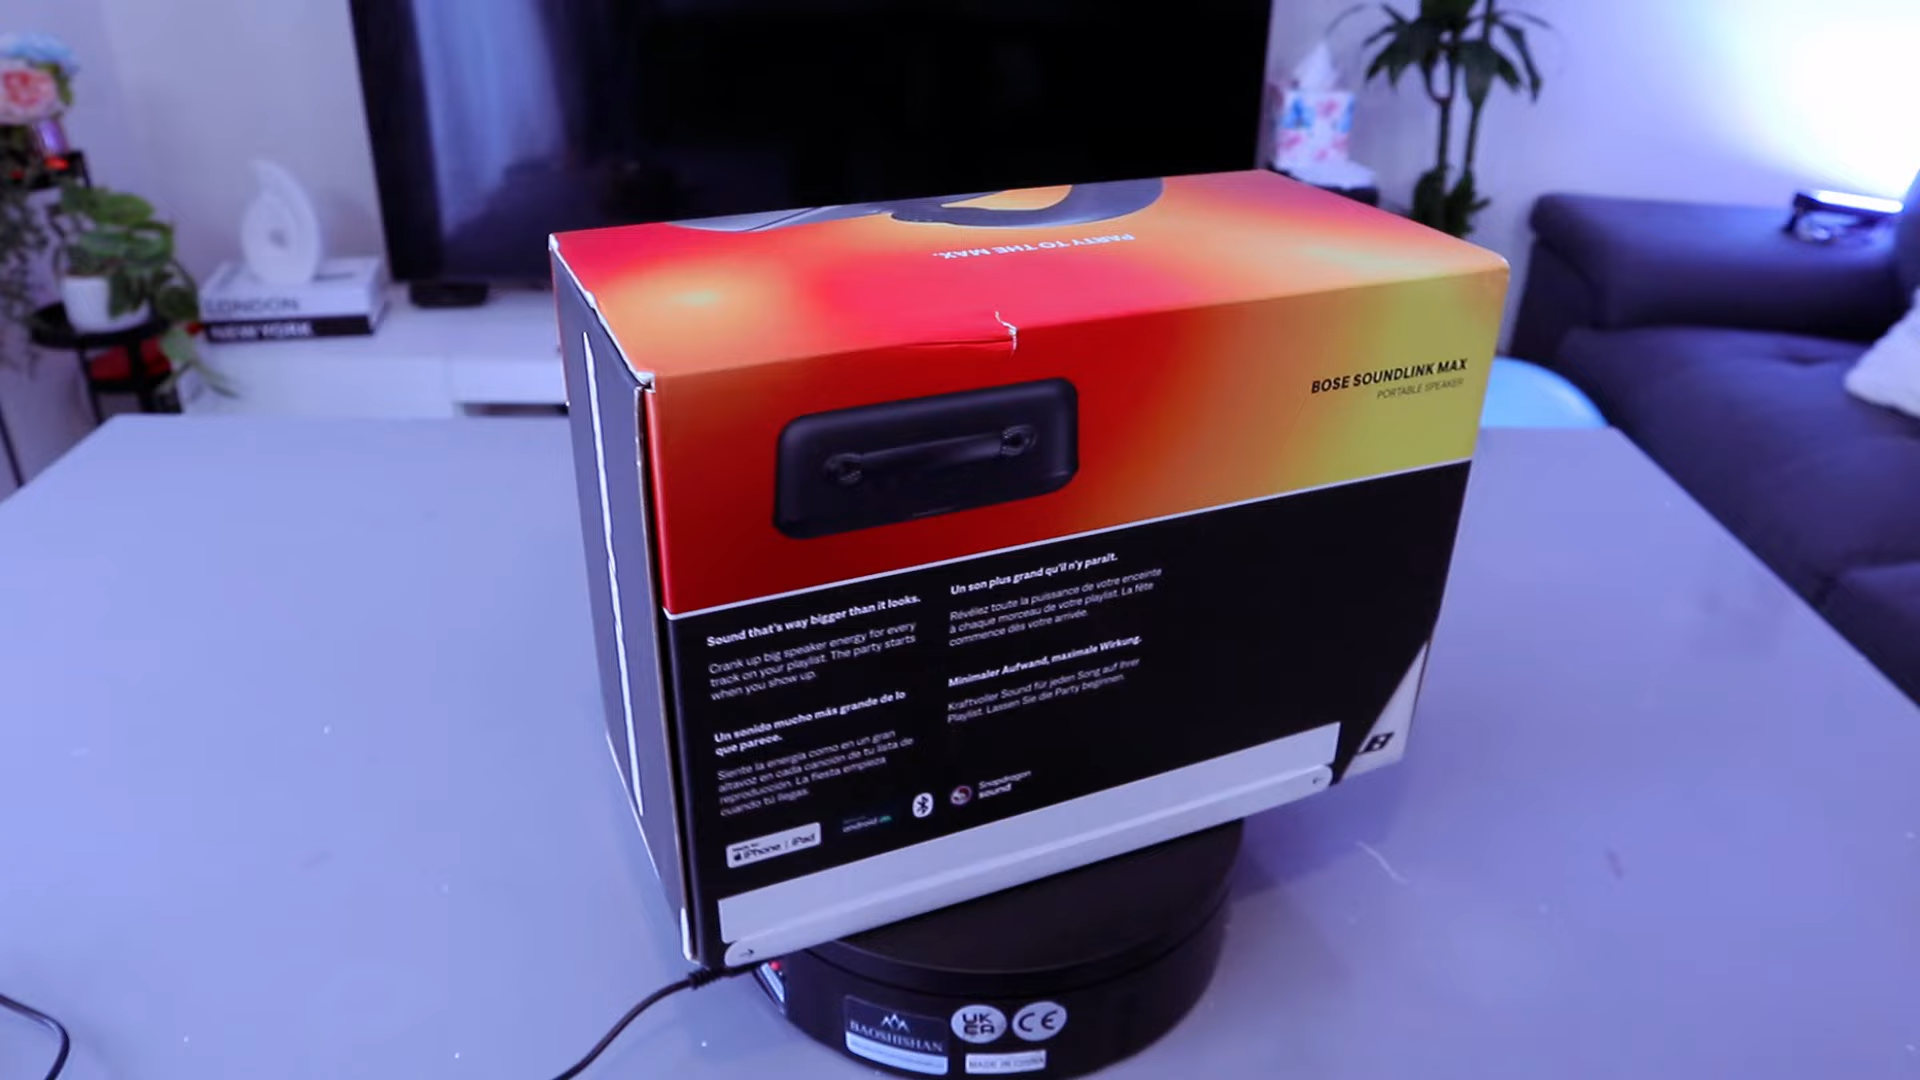 LONDON
NEW YORK
PARTY TO THE MAX.
BOSE SOUNDLINK MAX
PORTABLE SPEAKER
Sound that's way bigger than it looks.
Crank up big speaker energy for every
track on your playlist. The party starts
when you show up.
Un sonido mucho más grande de lo
que parece.
Siente la energía como en un gran
altavoz en cada canción de tu lista de
reproducción. La fiesta empieza
cuando tú llegas.
Un son plus grand qu'il n'y paraît.
Révélez toute la puissance de votre enceinte
à chaque morceau de votre playlist. La fête
commence dès votre arrivée.
Minimaler Aufwand, maximale Wirkung.
Kraftvoller Sound für jeden Song auf Ihrer
Playlist. Lassen Sie die Party beginnen.
Made for
iPhone | iPad
android
Snapdragon
sound
BAOSHISHAN
UK
CA
CE
MADE IN CHINA